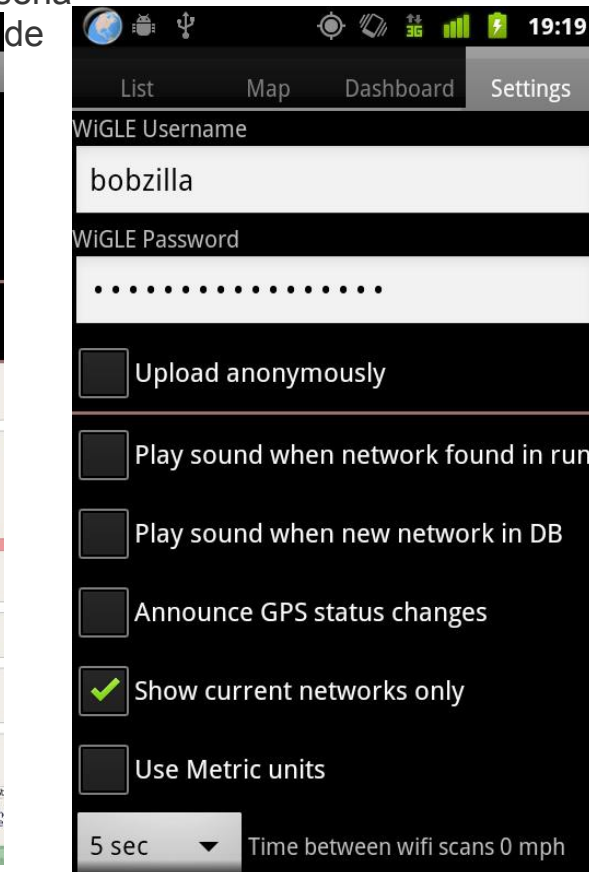 de
3G
19:19
List Map Dashboard Settings
WiGLE Username
bobzilla
WiGLE Password
•••••••••••••••••
Upload anonymously
Play sound when network found in run
Play sound when new network in DB
Announce GPS status changes
Show current networks only
Use Metric units
5 sec Time between wifi scans 0 mph